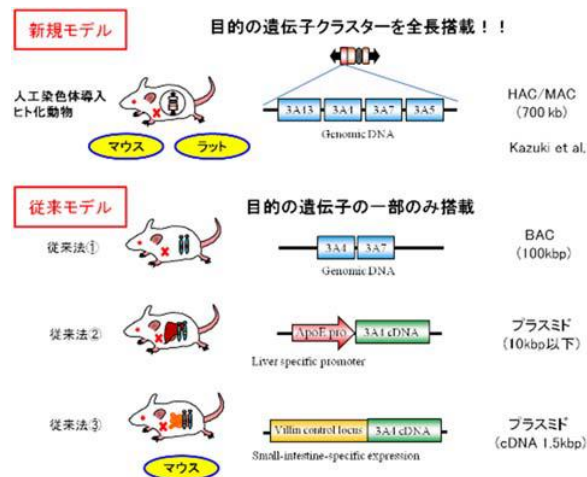 新規モデル
目的の遺伝子クラスターを全長搭載！！
人工染色体導入
ヒト化動物
3A43 3A4 3A7 3A5
Genomic DNA
HAC/MAC
(700 kb)
マウス
ラット
Kazuki et al.
従来モデル
目的の遺伝子の一部のみ搭載
従来法①
3A4 3A7
Genomic DNA
BAC
(100kbp)
従来法②
ApoE pro 3A4 cDNA
Liver specific promoter
プラスミド
(10kbp以下)
従来法③
Villin control locus 3A4 cDNA
Small-intestine-specific expression
プラスミド
(cDNA 1.5kbp)
マウス